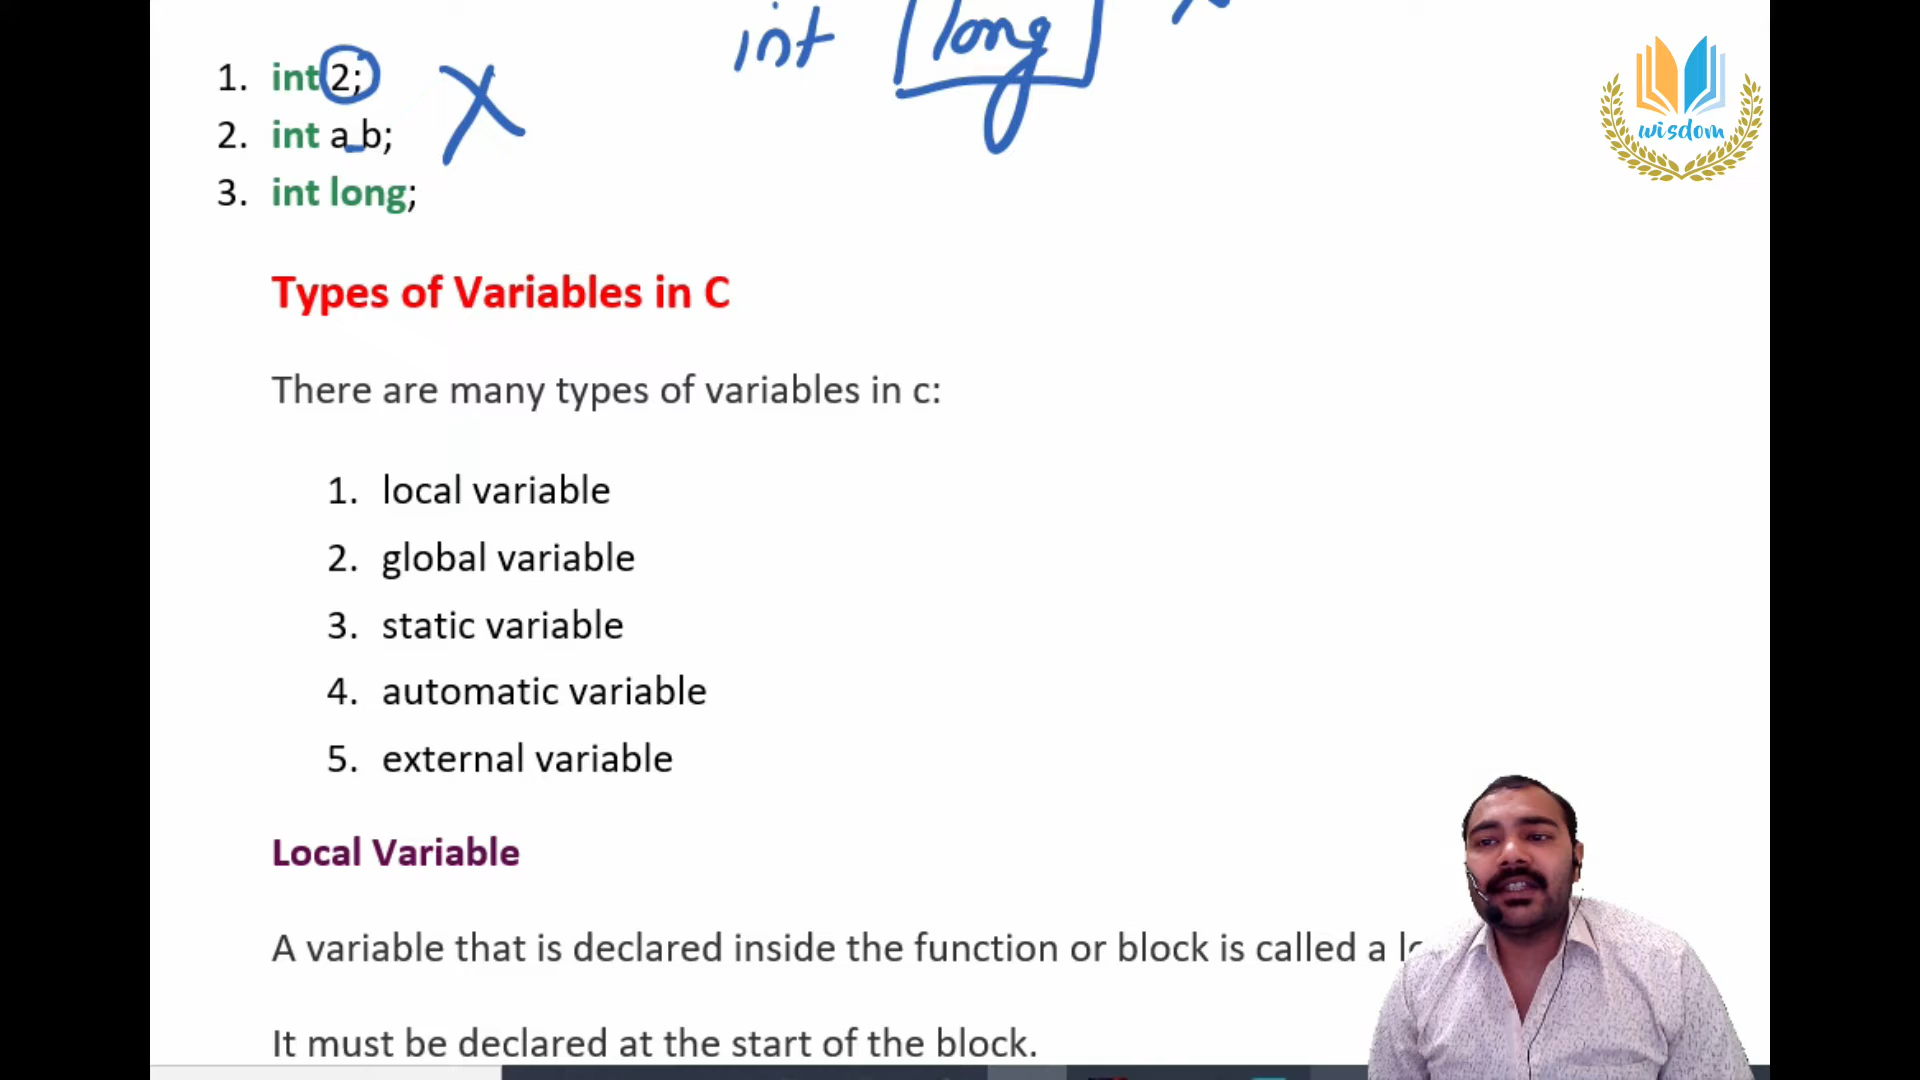 int long
1. int 2;
2. int a b;
3. int long;
wisdom
Types of Variables in C
There are many types of variables in c:
1. local variable
2. global variable
3. static variable
4. automatic variable
5. external variable
Local Variable
A variable that is declared inside the function or block is called a
It must be declared at the start of the block.